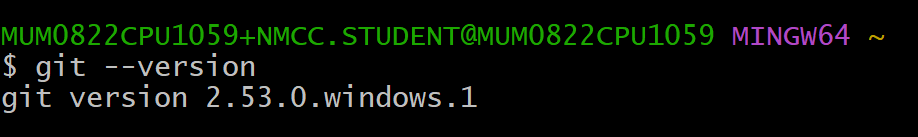 MUM0822CPU1059+NMCC.STUDENT@MUM0822CPU1059 MINGW64 ~
$ git --version
git version 2.53.0.windows.1